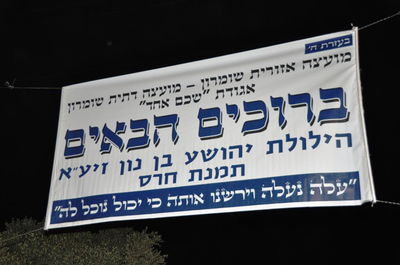 בעזרת ה'
מועצה אזורית שומרון – מועצה דתית שומרון
אגודת "שכם אחד"
ברוכים הבאים
הילולת יהושע בן נון זיע"א
תמנת חרס
"עלה נעלה וירשנו אותה כי יכול נוכל לה"